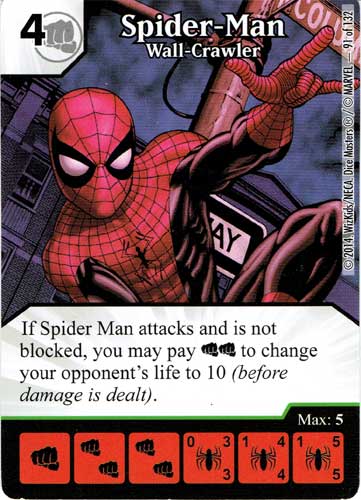 4
Spider-Man
Wall-Crawler
COL
WAY
©2014 WizKids/NECA. Dice Masters ®/© MARVEL — 91 of 132
If Spider Man attacks and is not
blocked, you may pay to change
your opponent's life to 10 (before
damage is dealt).
Max: 5
0 3 3
1 4 4
1 5 5